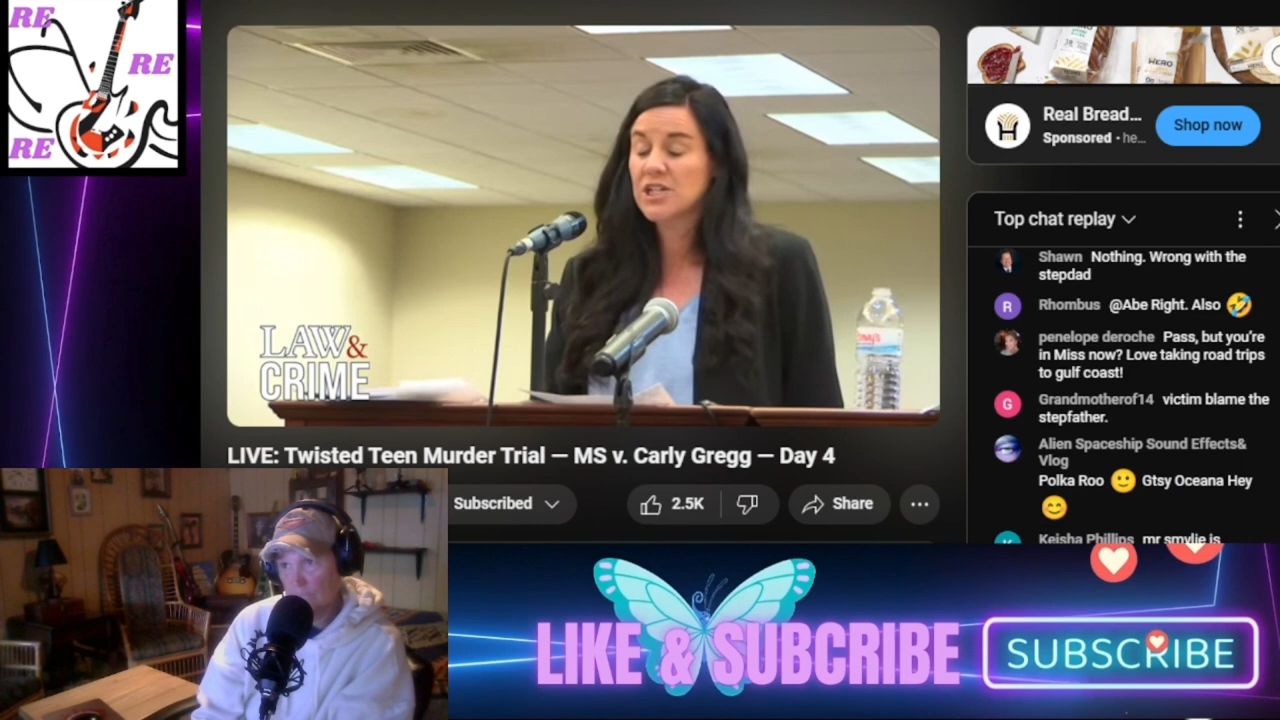 RE
RE
RE
LAW&
CRIME
LIVE: Twisted Teen Murder Trial — MS v. Carly Gregg — Day 4
Subscribed
2.5K
Share
WERO
Real Bread...
Sponsored • he...
Shop now
Top chat replay
Shawn Nothing. Wrong with the
stepdad
R
Rhombus @Abe Right. Also 🤣
penelope deroche Pass, but you're
in Miss now? Love taking road trips
to gulf coast!
G
Grandmotherof14 victim blame the
stepfather.
Alien Spaceship Sound Effects&
Vlog
Polka Roo 🙂 Gtsy Oceana Hey
😊
K
Keisha Phillips mr smylie is
LIKE & SUBCRIBE
SUBSCRIBE